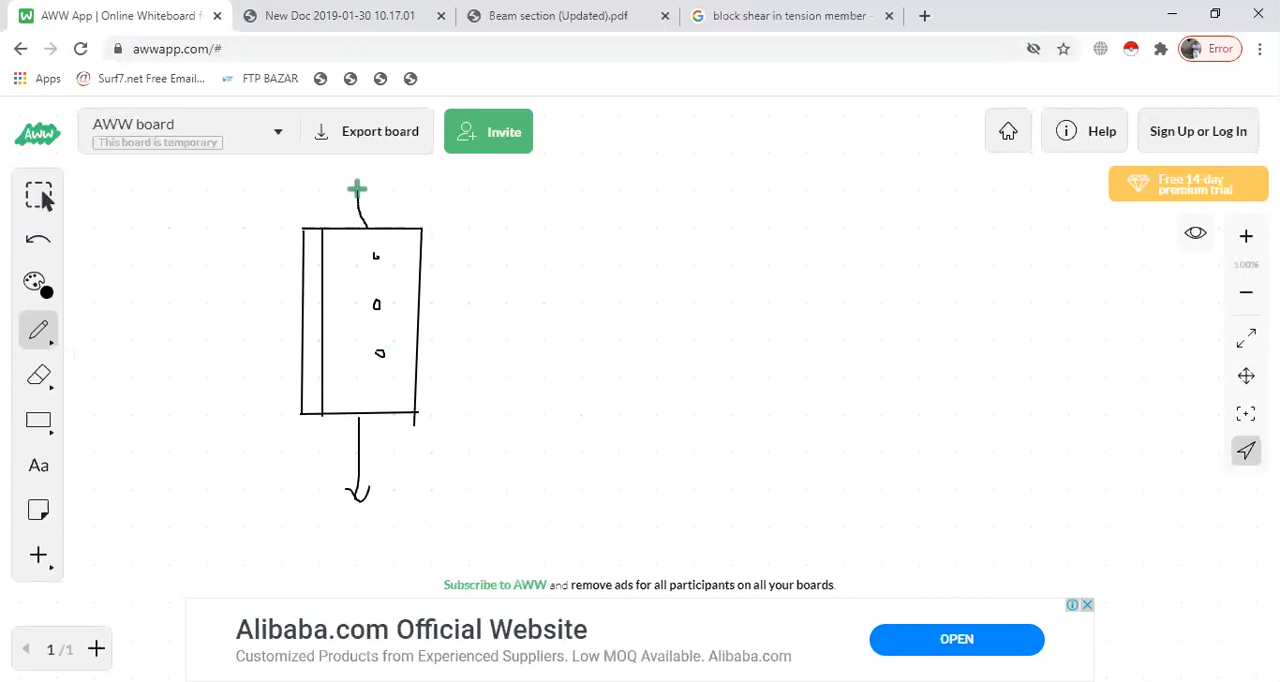 AWW App | Online Whiteboard f
New Doc 2019-01-30 10.17.01
Beam section (Updated).pdf
block shear in tension member -
awwapp.com/#
Error
Apps
Surf7.net Free Email...
FTP BAZAR
AWW
AWW board
This board is temporary
Export board
Invite
Help
Sign Up or Log In
Free 14-day
premium trial
100%
Aa
Subscribe to AWW and remove ads for all participants on all your boards.
Alibaba.com Official Website
Customized Products from Experienced Suppliers. Low MOQ Available. Alibaba.com
OPEN
1/1